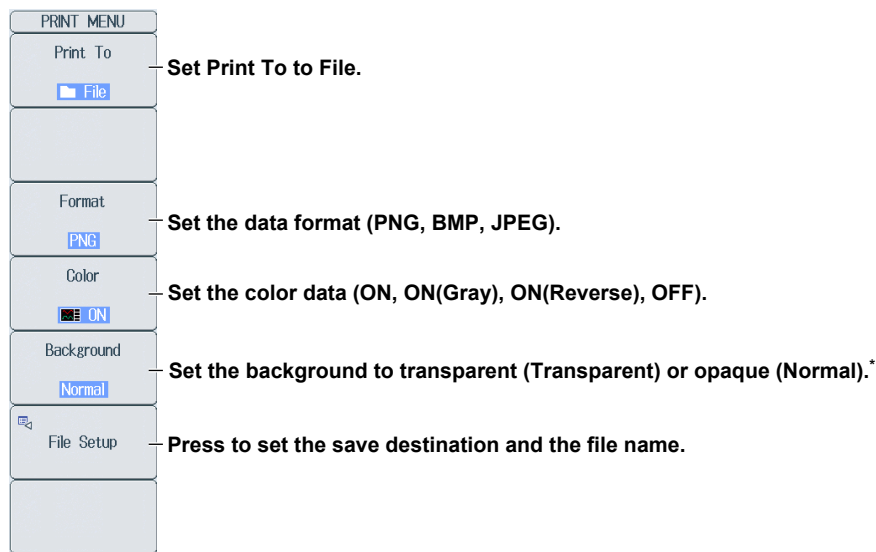 PRINT MENU
Print To
File
Set Print To to File.
Format
PNG
Set the data format (PNG, BMP, JPEG).
Color
ON
Set the color data (ON, ON(Gray), ON(Reverse), OFF).
Background
Normal
Set the background to transparent (Transparent) or opaque (Normal).*
File Setup
Press to set the save destination and the file name.